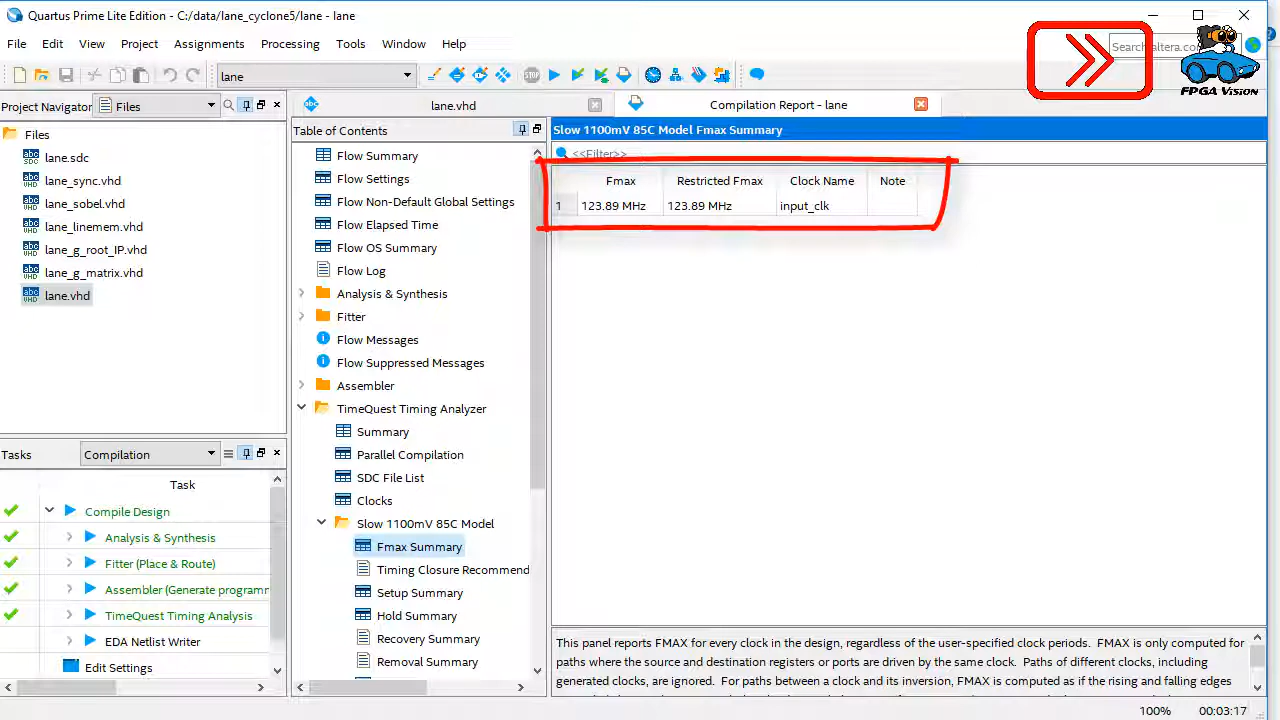 Quartus Prime Lite Edition - C:/data/lane_cyclone5/lane - lane
File Edit View Project Assignments Processing Tools Window Help
lane
STOP
FPGA Vision
Project Navigator Files
lane.vhd
Compilation Report - lane
Files
lane.sdc
lane_sync.vhd
lane_sobel.vhd
lane_linemem.vhd
lane_g_root_IP.vhd
lane_g_matrix.vhd
lane.vhd
Table of Contents
Flow Summary
Flow Settings
Flow Non-Default Global Settings
Flow Elapsed Time
Flow OS Summary
Flow Log
Analysis & Synthesis
Fitter
Flow Messages
Flow Suppressed Messages
Assembler
TimeQuest Timing Analyzer
Summary
Parallel Compilation
SDC File List
Clocks
Slow 1100mV 85C Model
Fmax Summary
Timing Closure Recommend
Setup Summary
Hold Summary
Recovery Summary
Removal Summary
Slow 1100mV 85C Model Fmax Summary
<<Filter>>
Fmax Restricted Fmax Clock Name Note
1 123.89 MHz 123.89 MHz input_clk
Tasks Compilation
Task
Compile Design
Analysis & Synthesis
Fitter (Place & Route)
Assembler (Generate programm
TimeQuest Timing Analysis
EDA Netlist Writer
Edit Settings
This panel reports FMAX for every clock in the design, regardless of the user-specified clock periods. FMAX is only computed for
paths where the source and destination registers or ports are driven by the same clock. Paths of different clocks, including
generated clocks, are ignored. For paths between a clock and its inversion, FMAX is computed as if the rising and falling edges
100% 00:03:17